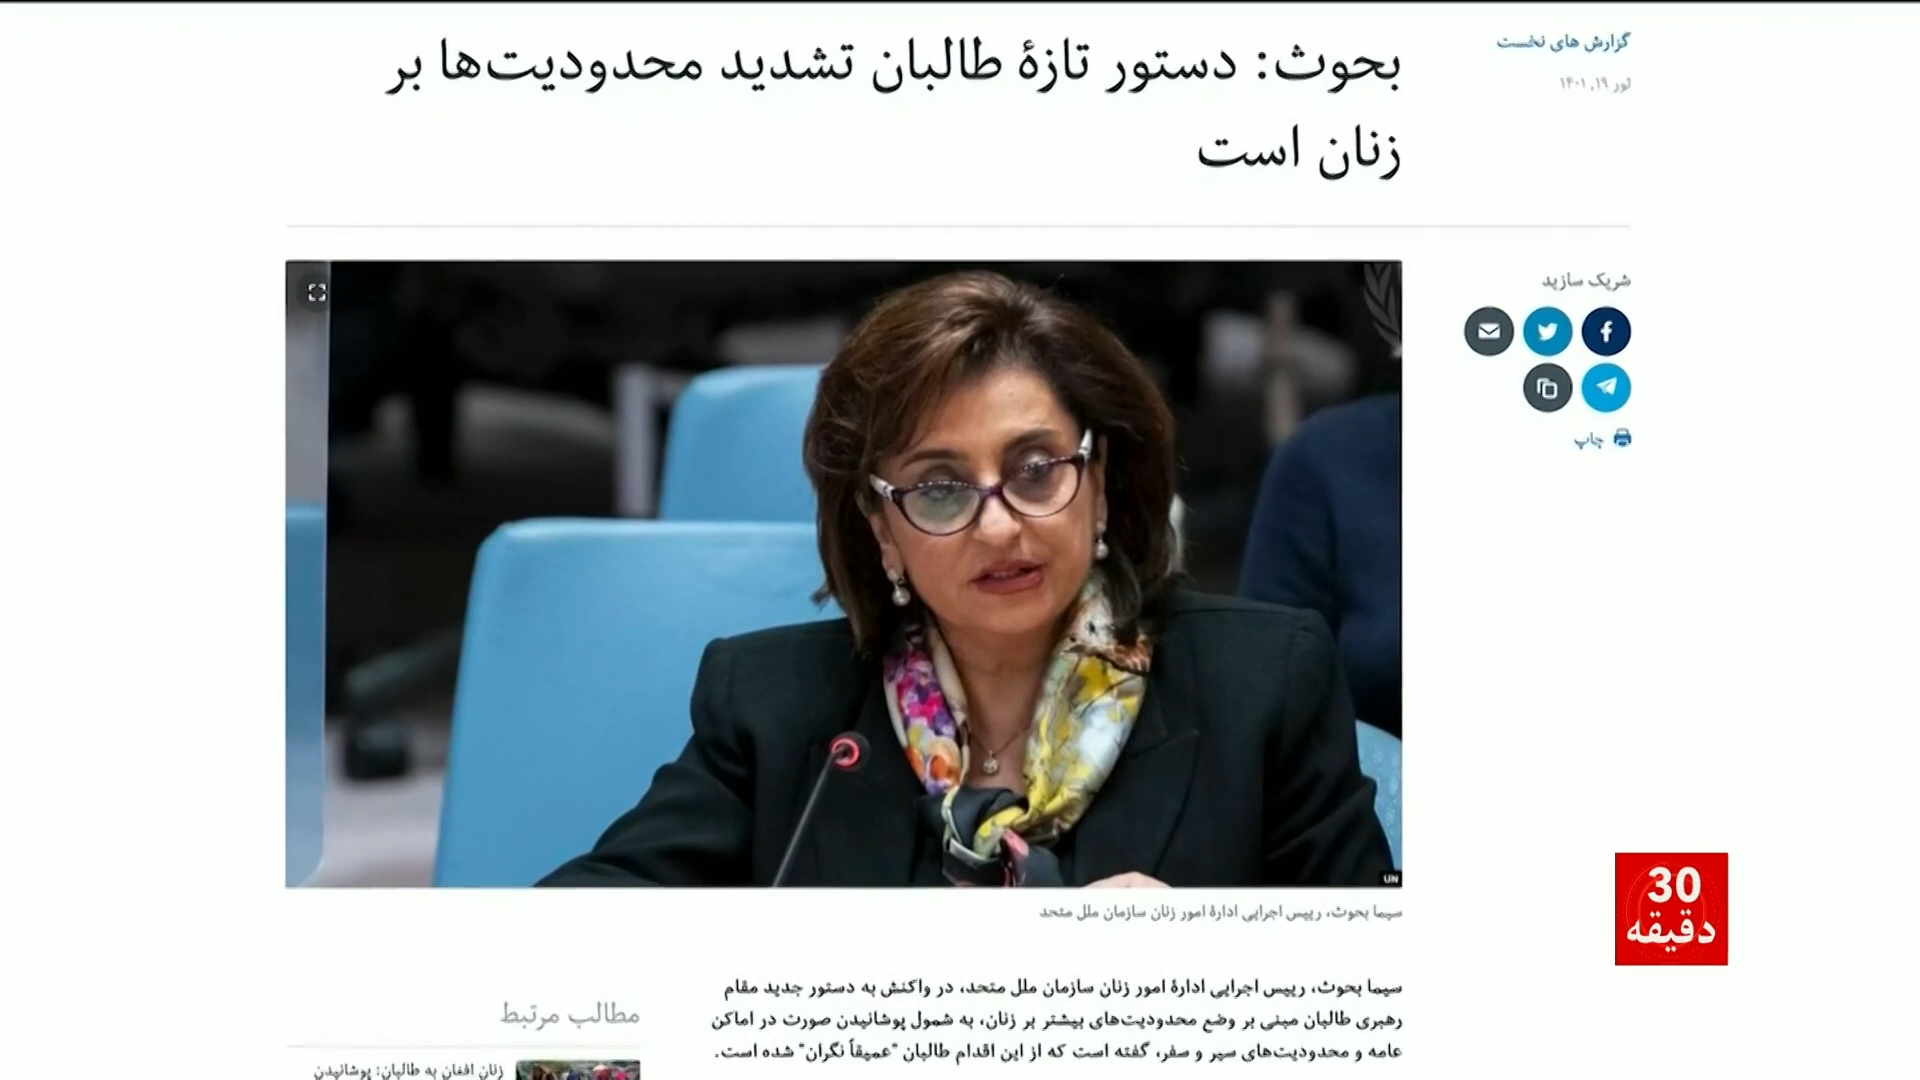 گزارش های نخست
ثور ۱۹, ۱۴۰۱
بحوث: دستور تازهٔ طالبان تشدید محدودیت‌ها بر
زنان است
شریک سازید
چاپ
UN
سیما بحوث، رییس اجرایی ادارهٔ امور زنان سازمان ملل متحد
30
دقیقه
سیما بحوث، رییس اجرایی ادارهٔ امور زنان سازمان ملل متحد، در واکنش به دستور جدید مقام
رهبری طالبان مبنی بر وضع محدودیت‌های بیشتر بر زنان، به شمول پوشانیدن صورت در اماکن
عامه و محدودیت‌های سیر و سفر، گفته است که از این اقدام طالبان "عمیقاً نگران" شده است.
مطالب مرتبط
زنان افغان به طالبان: پوشانیدن